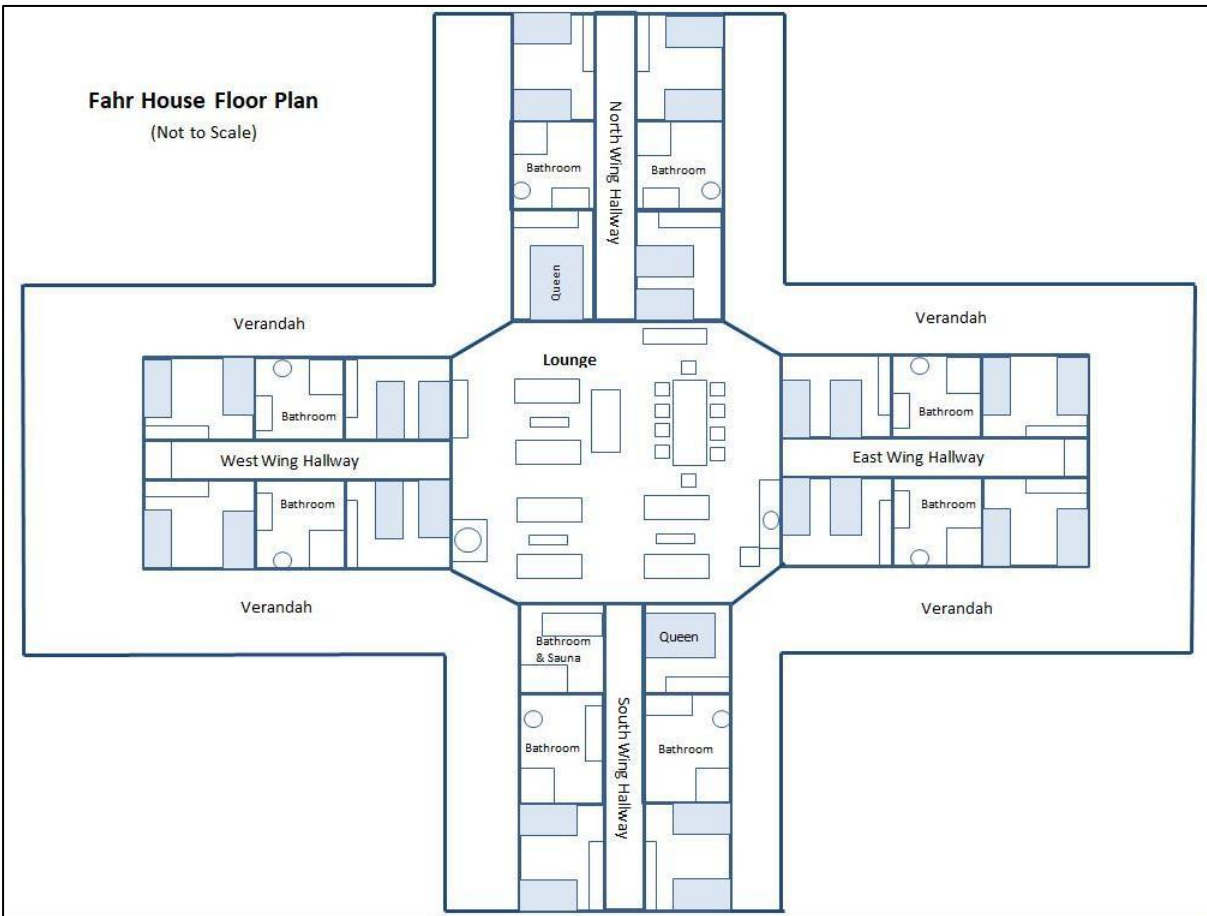 Fahr House Floor Plan
(Not to Scale)
North Wing Hallway
Bathroom
Bathroom
Queen
Verandah
Verandah
Lounge
Bathroom
Bathroom
West Wing Hallway
East Wing Hallway
Bathroom
Bathroom
Verandah
Verandah
Bathroom
& Sauna
Queen
South Wing Hallway
Bathroom
Bathroom